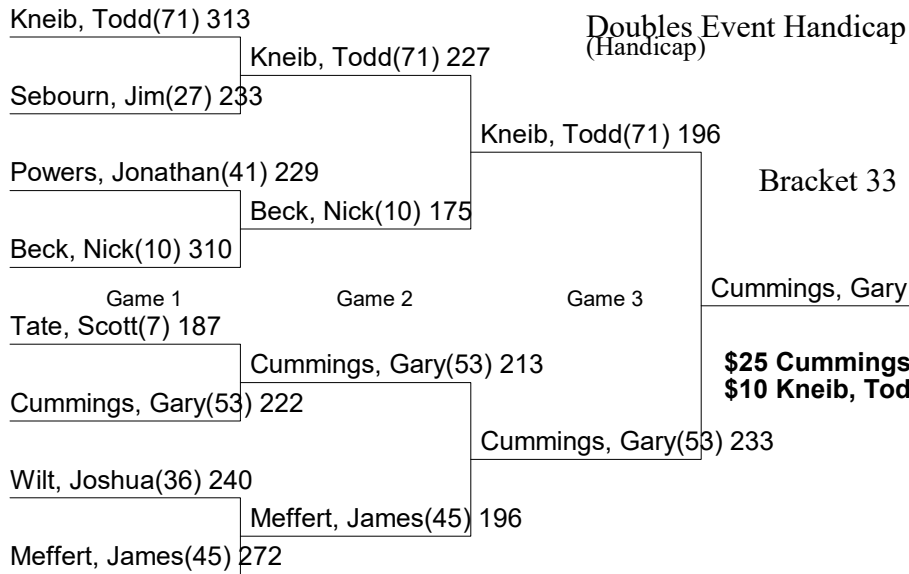 Kneib, Todd(71) 313
Doubles Event Handicap
(Handicap)
Kneib, Todd(71) 227
Sebourn, Jim(27) 233
Kneib, Todd(71) 196
Powers, Jonathan(41) 229
Bracket 33
Beck, Nick(10) 175
Beck, Nick(10) 310
Game 1
Game 2
Game 3
Cummings, Gary
Tate, Scott(7) 187
Cummings, Gary(53) 213
$25 Cummings
$10 Kneib, Tod
Cummings, Gary(53) 222
Cummings, Gary(53) 233
Wilt, Joshua(36) 240
Meffert, James(45) 196
Meffert, James(45) 272